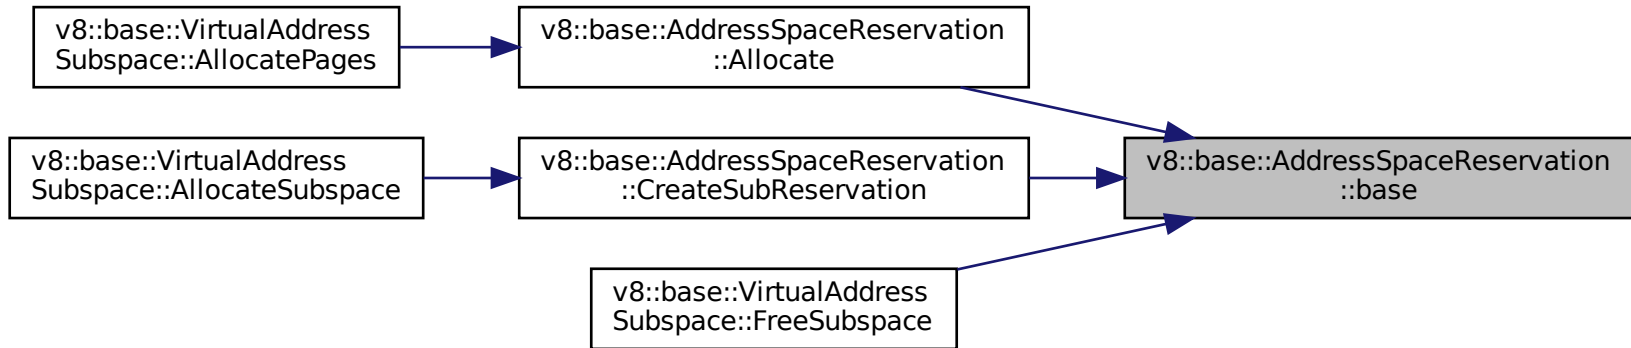 v8::base::VirtualAddress
Subspace::AllocatePages
v8::base::AddressSpaceReservation
::Allocate
v8::base::VirtualAddress
Subspace::AllocateSubspace
v8::base::AddressSpaceReservation
::CreateSubReservation
v8::base::AddressSpaceReservation
::base
v8::base::VirtualAddress
Subspace::FreeSubspace